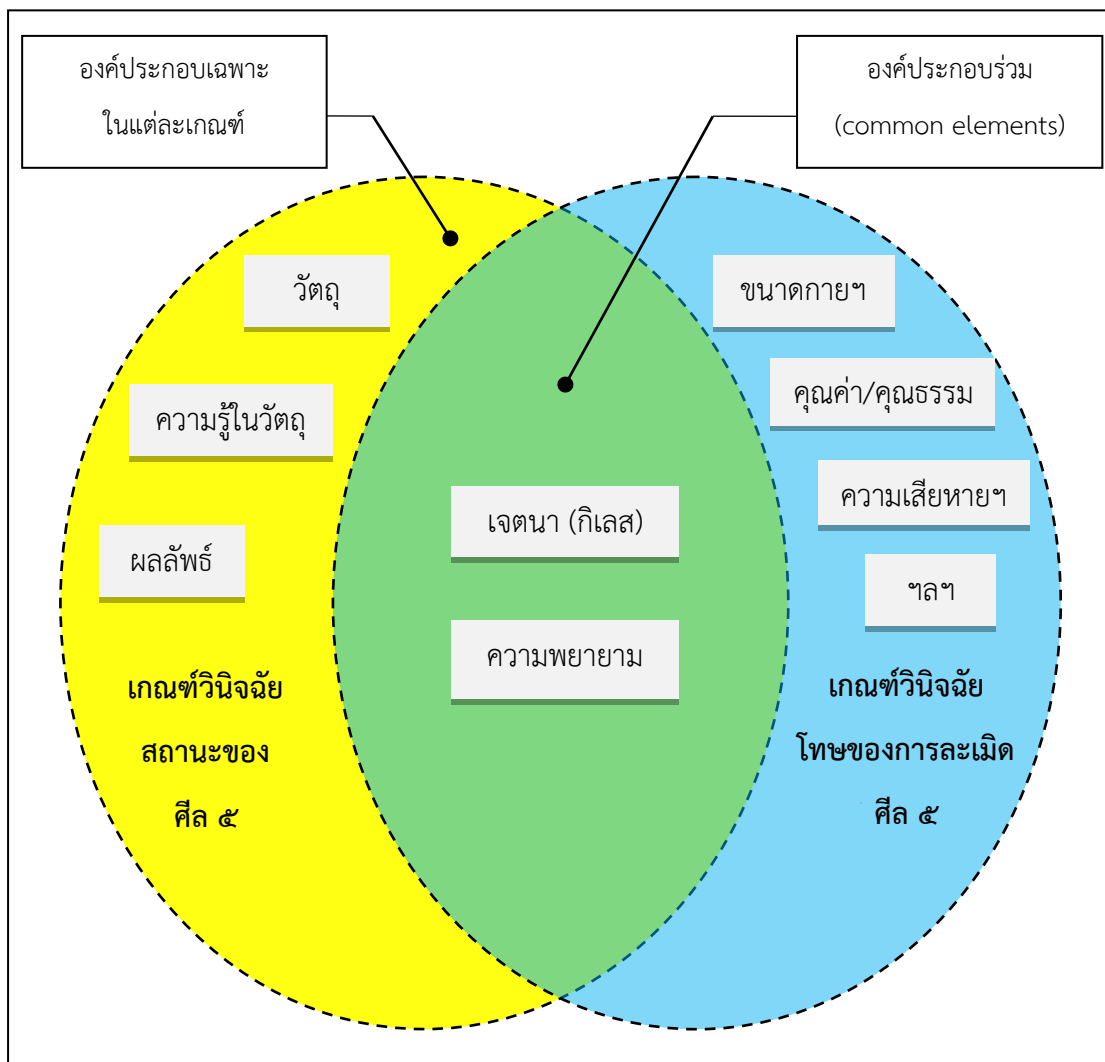 องค์ประกอบเฉพาะ
ในแต่ละเกณฑ์
องค์ประกอบร่วม
(common elements)
วัตถุ
ความรู้ในวัตถุ
ผลลัพธ์
เกณฑ์วินิจฉัย
สถานะของ
ศีล ๕
เจตนา (กิเลส)
ความพยายาม
ขนาดกายฯ
คุณค่า/คุณธรรม
ความเสียหายฯ
ฯลฯ
เกณฑ์วินิจฉัย
โทษของการละเมิด
ศีล ๕